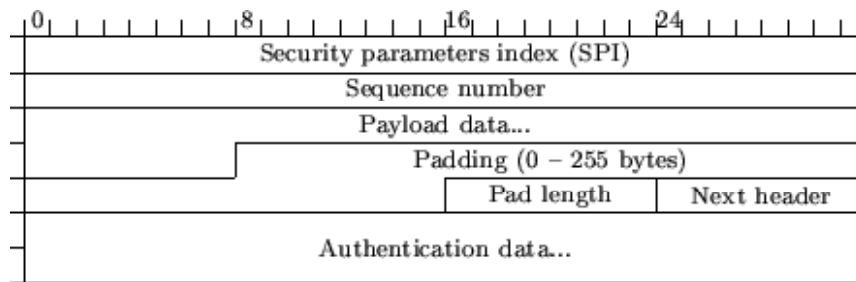 0 8 16 24
Security parameters index (SPI)
Sequence number
Payload data...
Padding (0 – 255 bytes)
Pad length Next header
Authentication data...